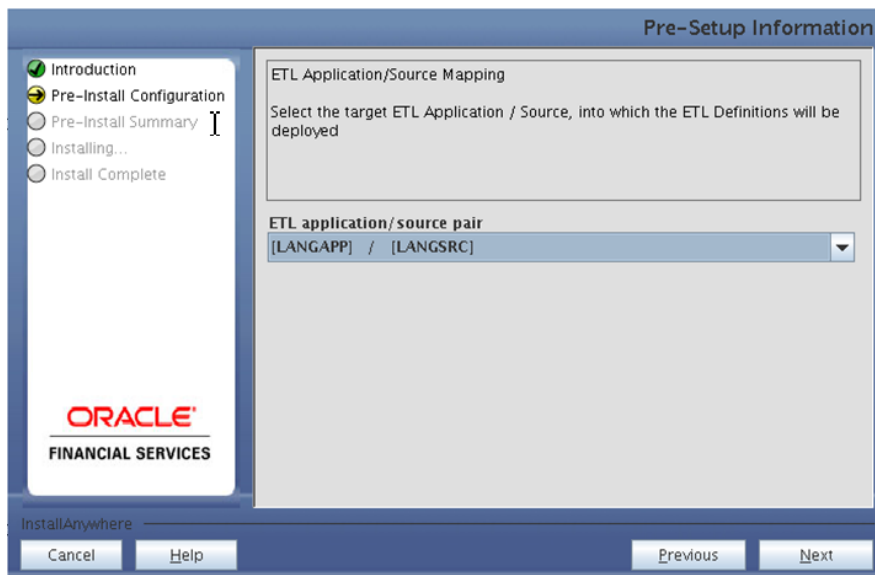 Pre-Setup Information
Introduction
Pre-Install Configuration
Pre-Install Summary
Installing...
Install Complete
ORACLE'
FINANCIAL SERVICES
ETL Application/Source Mapping
Select the target ETL Application / Source, into which the ETL Definitions will be
deployed
ETL application/source pair
[LANGAPP] / [LANGSRC]
InstallAnywhere
Cancel Help Previous Next